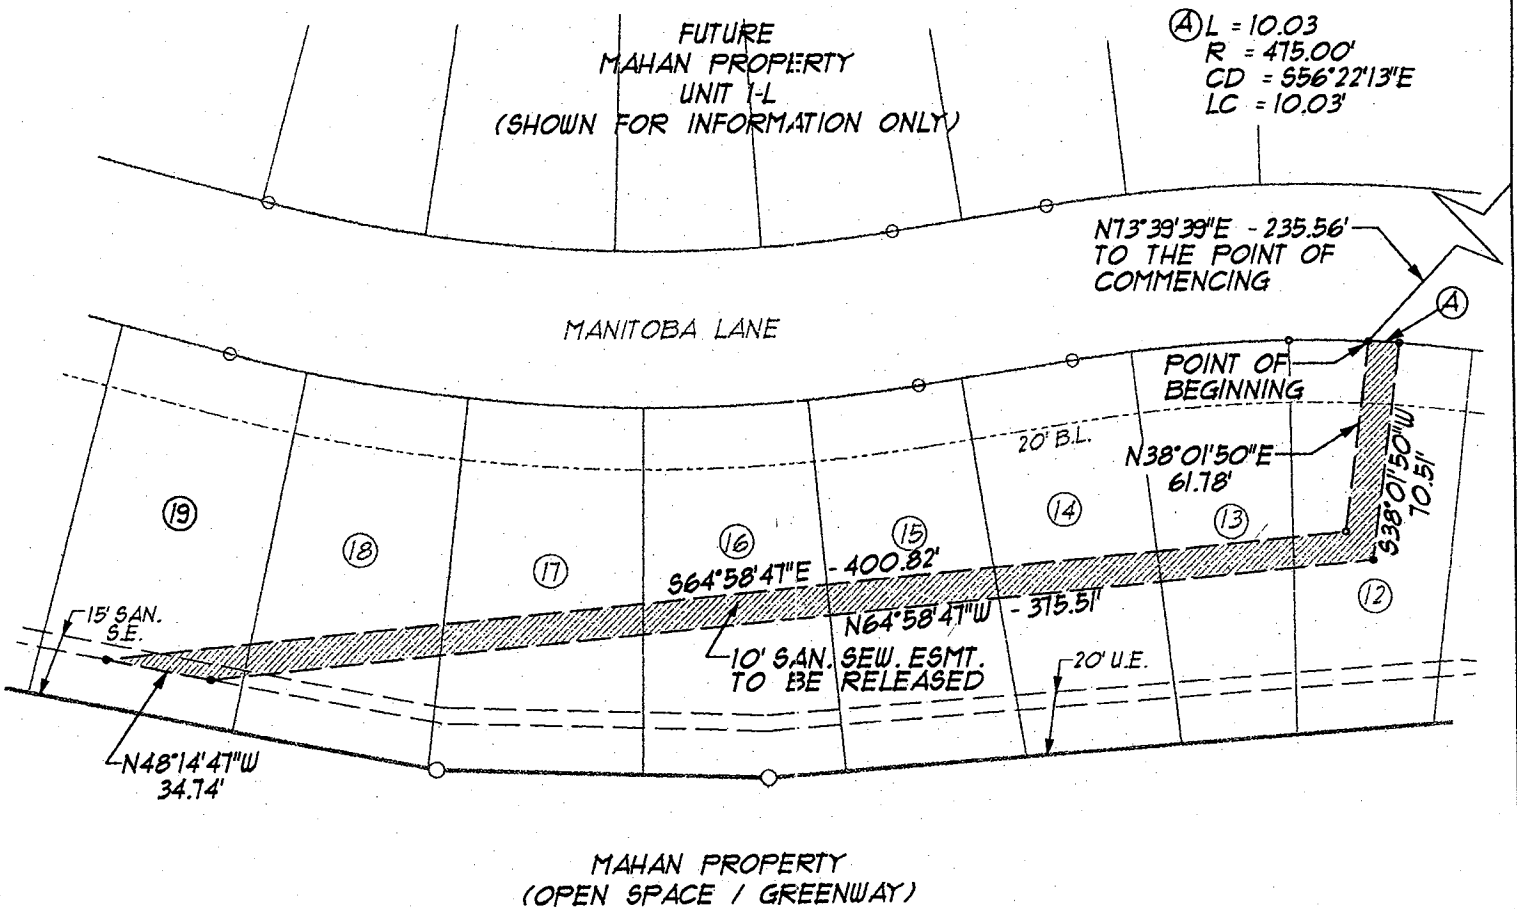 FUTURE
MAHAN PROPERTY
UNIT 1-L
(SHOWN FOR INFORMATION ONLY)
A L = 10.03
R = 475.00'
CD = S56°22'13"E
LC = 10.03'
N73°39'39"E - 235.56'
TO THE POINT OF
COMMENCING
A
MANITOBA LANE
POINT OF
BEGINNING
20' B.L.
N38°01'50"E
61.78'
S38°01'50"W
70.51'
19
18
17
16
15
14
13
12
S64°58'47"E - 400.82'
N64°58'47"W - 375.51'
15' SAN.
S.E.
10' SAN. SEW. ESMT.
TO BE RELEASED
20' U.E.
N48°14'47"W
34.74'
MAHAN PROPERTY
(OPEN SPACE / GREENWAY)